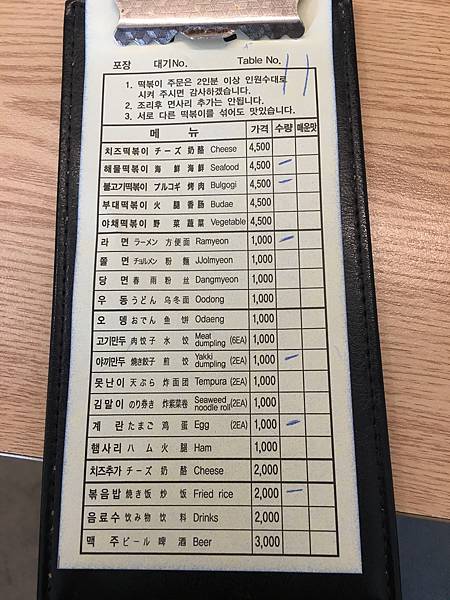 포장 대기No. Table No. 11
1. 떡볶이 주문은 2인분 이상 인원수대로
시켜 주시면 감사하겠습니다.
2. 조리후 면사리 추가는 안됩니다.
3. 서로 다른 떡볶이를 섞어도 맛있습니다.
메 뉴 가격 수량 매운맛
치즈떡볶이 チーズ 奶酪 Cheese 4,500
해물떡볶이 海鮮 海鲜 Seafood 4,500 –
불고기떡볶이 プルコギ 烤肉 Bulgogi 4,500 –
부대떡볶이 火腿香肠 Budae 4,500
야채떡볶이 野菜 蔬菜 Vegetable 4,500
라 면 ラーメン 方便面 Ramyeon 1,000 –
쫄 면 チョルメン 粉麵 JJolmyeon 1,000
당 면 春雨 粉丝 Dangmyeon 1,000
우 동 うどん 乌冬面 Oodong 1,000
오 뎅 おでん 鱼饼 Odaeng 1,000
고기만두 肉餃子 水饺 Meat dumpling (6EA) 1,000
야끼만두 焼き餃子 煎饺 Yakki dumpling (2EA) 1,000 –
못난이 天ぷら 炸面团 Tempura (2EA) 1,000
김말이 のり巻き 炸紫菜卷 Seaweed noodle roll (2EA) 1,000
계 란 たまご 鸡蛋 Egg (2EA) 1,000 –
햄사리 ハム 火腿 Ham 1,000
치즈추가 チーズ 奶酪 Cheese 2,000
볶음밥 焼き飯 炒饭 Fried rice 2,000 –
음료수 飲み物 饮料 Drinks 2,000
맥 주 ビール 啤酒 Beer 3,000